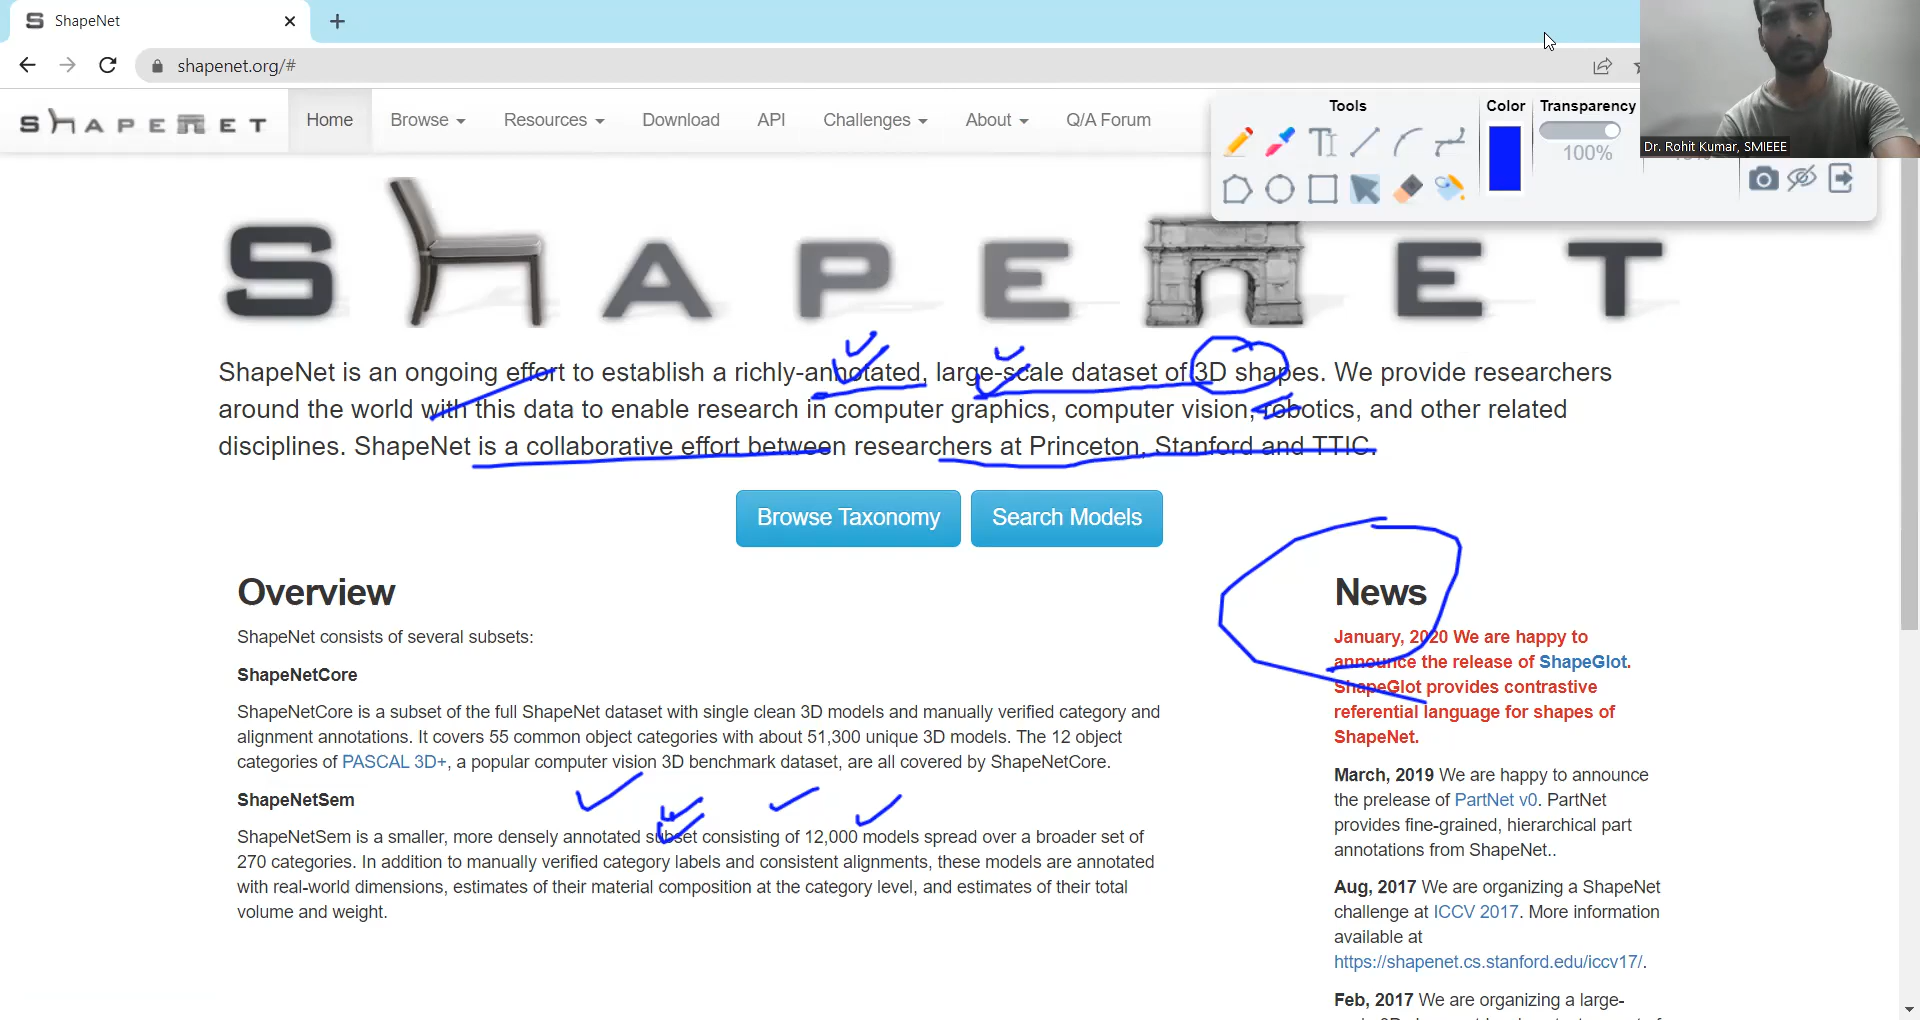 ShapeNet
shapenet.org/#
SHAPENET
Home
Browse
Resources
Download
API
Challenges
About
Q/A Forum
Tools
Color
Transparency
100%
Dr. Rohit Kumar, SMIEEE
SHAPENET
ShapeNet is an ongoing effort to establish a richly-annotated, large-scale dataset of 3D shapes. We provide researchers
around the world with this data to enable research in computer graphics, computer vision, robotics, and other related
disciplines. ShapeNet is a collaborative effort between researchers at Princeton, Stanford and TTIC.
Browse Taxonomy
Search Models
Overview
ShapeNet consists of several subsets:
ShapeNetCore
ShapeNetCore is a subset of the full ShapeNet dataset with single clean 3D models and manually verified category and
alignment annotations. It covers 55 common object categories with about 51,300 unique 3D models. The 12 object
categories of PASCAL 3D+, a popular computer vision 3D benchmark dataset, are all covered by ShapeNetCore.
ShapeNetSem
ShapeNetSem is a smaller, more densely annotated subset consisting of 12,000 models spread over a broader set of
270 categories. In addition to manually verified category labels and consistent alignments, these models are annotated
with real-world dimensions, estimates of their material composition at the category level, and estimates of their total
volume and weight.
News
January, 2020 We are happy to
announce the release of ShapeGlot.
ShapeGlot provides contrastive
referential language for shapes of
ShapeNet.
March, 2019 We are happy to announce
the prelease of PartNet v0. PartNet
provides fine-grained, hierarchical part
annotations from ShapeNet..
Aug, 2017 We are organizing a ShapeNet
challenge at ICCV 2017. More information
available at
https://shapenet.cs.stanford.edu/iccv17/.
Feb, 2017 We are organizing a large-